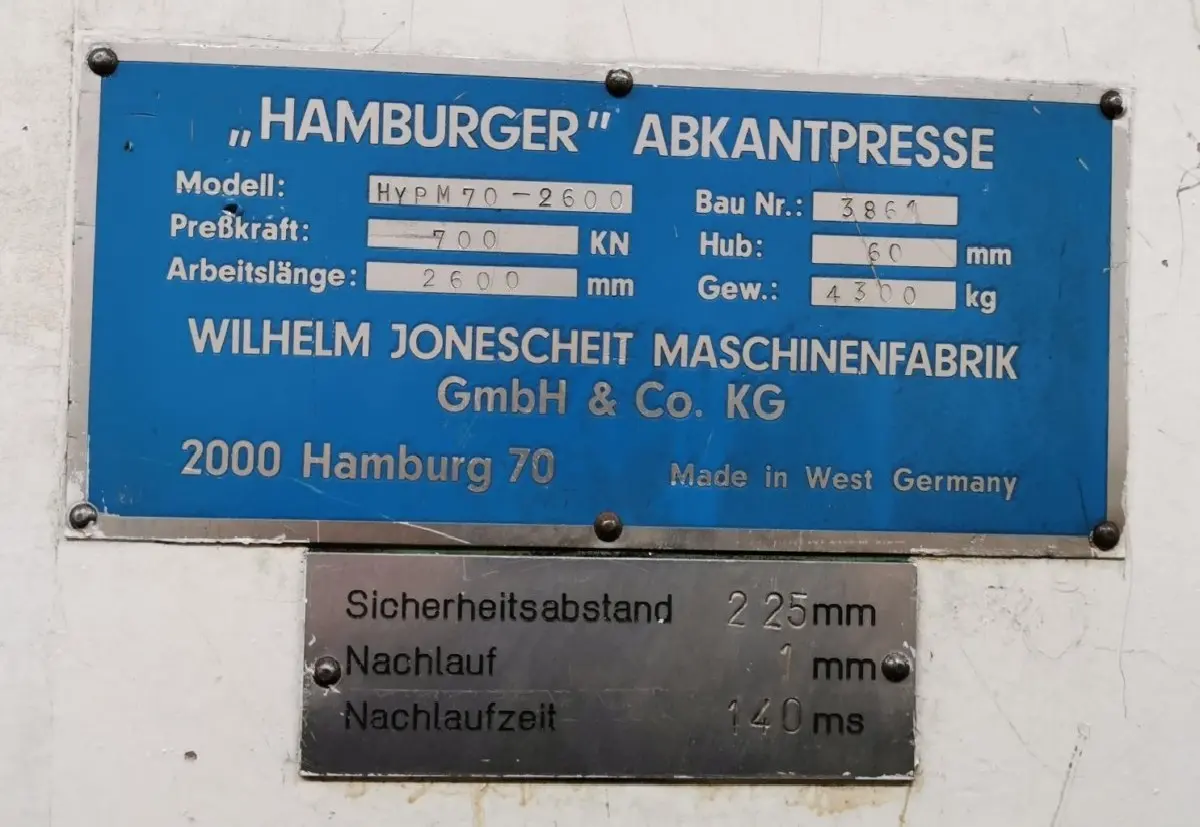 „HAMBURGER" ABKANTPRESSE
Modell: HYPM70-2600 Bau Nr.: 3861
Preßkraft: 700 KN Hub: 60 mm
Arbeitslänge: 2600 mm Gew.: 4300 kg
WILHELM JONESCHEIT MASCHINENFABRIK
GmbH & Co. KG
2000 Hamburg 70 Made in West Germany
Sicherheitsabstand 225mm
Nachlauf 1 mm
Nachlaufzeit 140ms